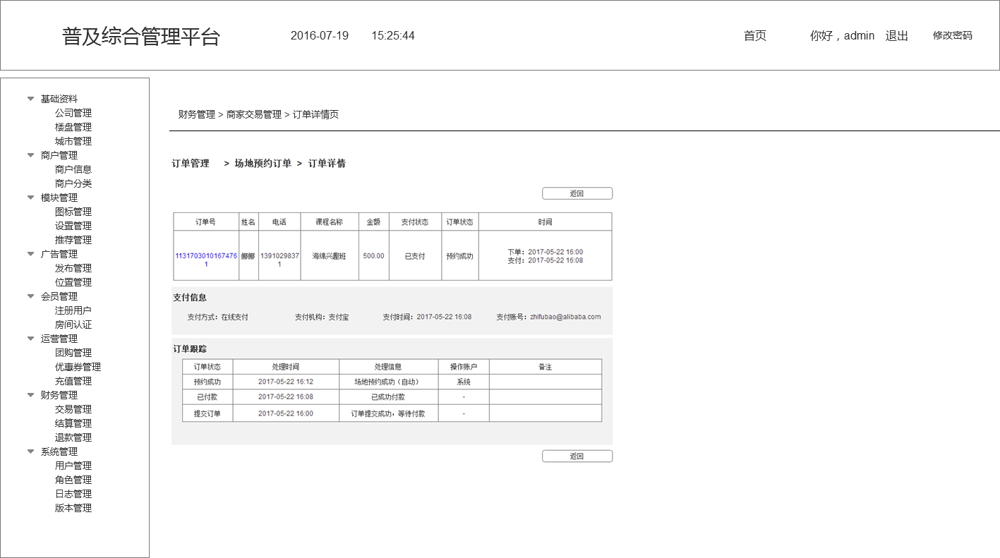 普及综合管理平台 2016-07-19 15:25:44 首页 你好，admin 退出 修改密码
基础资料
公司管理
楼盘管理
城市管理
商户管理
商户信息
商户分类
模块管理
图标管理
设置管理
推荐管理
广告管理
发布管理
位置管理
会员管理
注册用户
房间认证
运营管理
团购管理
优惠券管理
充值管理
财务管理
交易管理
结算管理
退款管理
系统管理
用户管理
角色管理
日志管理
版本管理
财务管理 > 商家交易管理 > 订单详情页
订单管理 > 场地预约订单 > 订单详情
返回
订单号 姓名 电话 课程名称 金额 支付状态 订单状态 时间
1131703010167476
1
娜娜
1391029837
1
海绵兴趣班
500.00
已支付
预约成功
下单：2017-05-22 16:00
支付：2017-05-22 16:08
支付信息
支付方式：在线支付 支付机构：支付宝 支付时间：2017-05-22 16:08 支付账号：zhifubao@alibaba.com
订单跟踪
订单状态 处理时间 处理信息 操作账户 备注
预约成功 2017-05-22 16:12 场地预约成功（自动） 系统
已付款 2017-05-22 16:08 已成功付款 -
提交订单 2017-05-22 16:00 订单提交成功，等待付款 -
返回